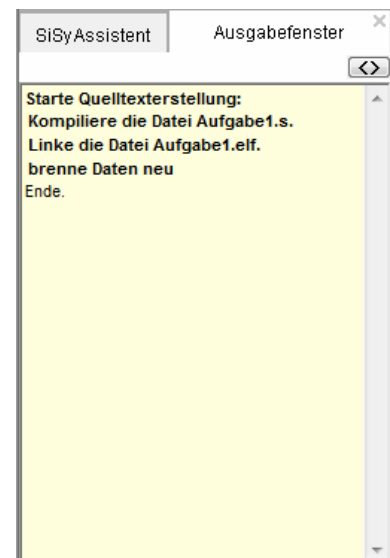 SiSyAssistent Ausgabefenster
Starte Quelltexterstellung:
Kompiliere die Datei Aufgabe1.s.
Linke die Datei Aufgabe1.elf.
brenne Daten neu
Ende.